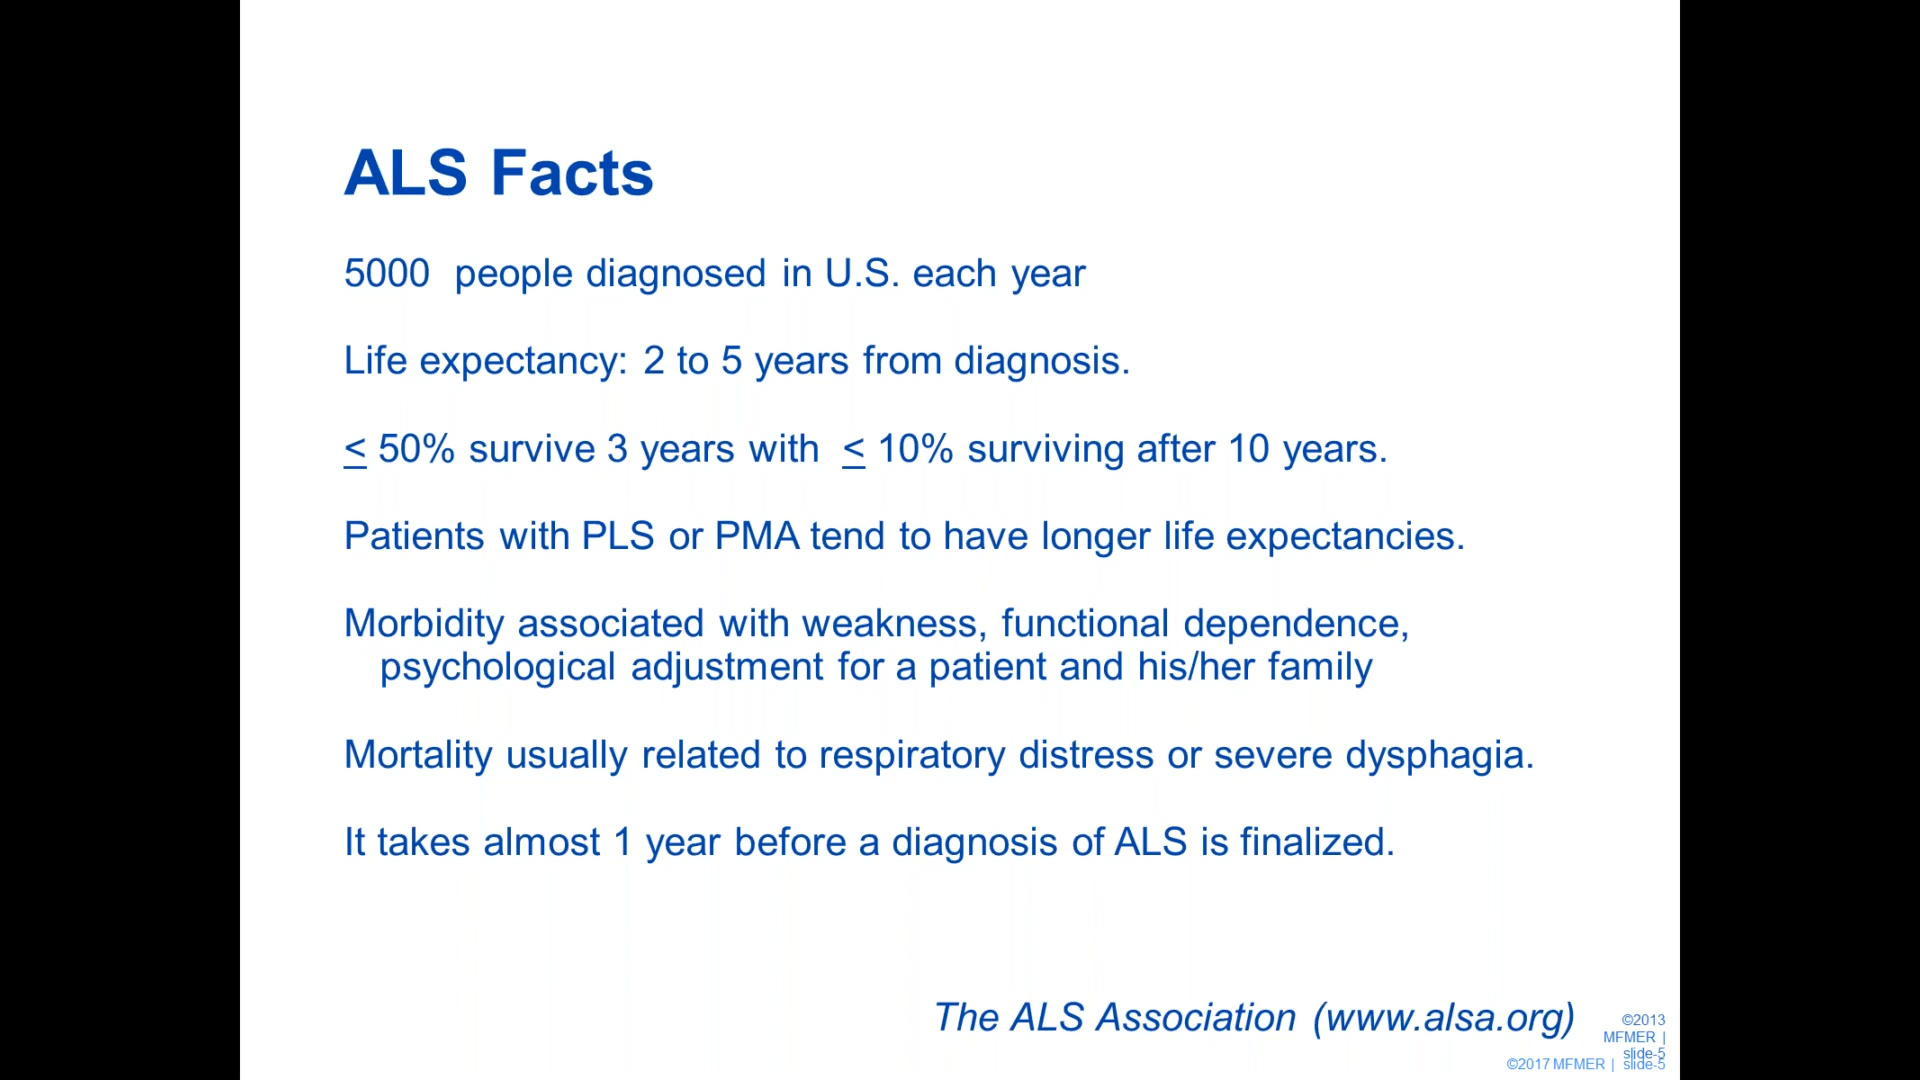 ALS Facts
5000 people diagnosed in U.S. each year
Life expectancy: 2 to 5 years from diagnosis.
≤ 50% survive 3 years with ≤ 10% surviving after 10 years.
Patients with PLS or PMA tend to have longer life expectancies.
Morbidity associated with weakness, functional dependence,
psychological adjustment for a patient and his/her family
Mortality usually related to respiratory distress or severe dysphagia.
It takes almost 1 year before a diagnosis of ALS is finalized.
The ALS Association (www.alsa.org)
©2013
MFMER |
slide-5
©2017 MFMER | slide-5